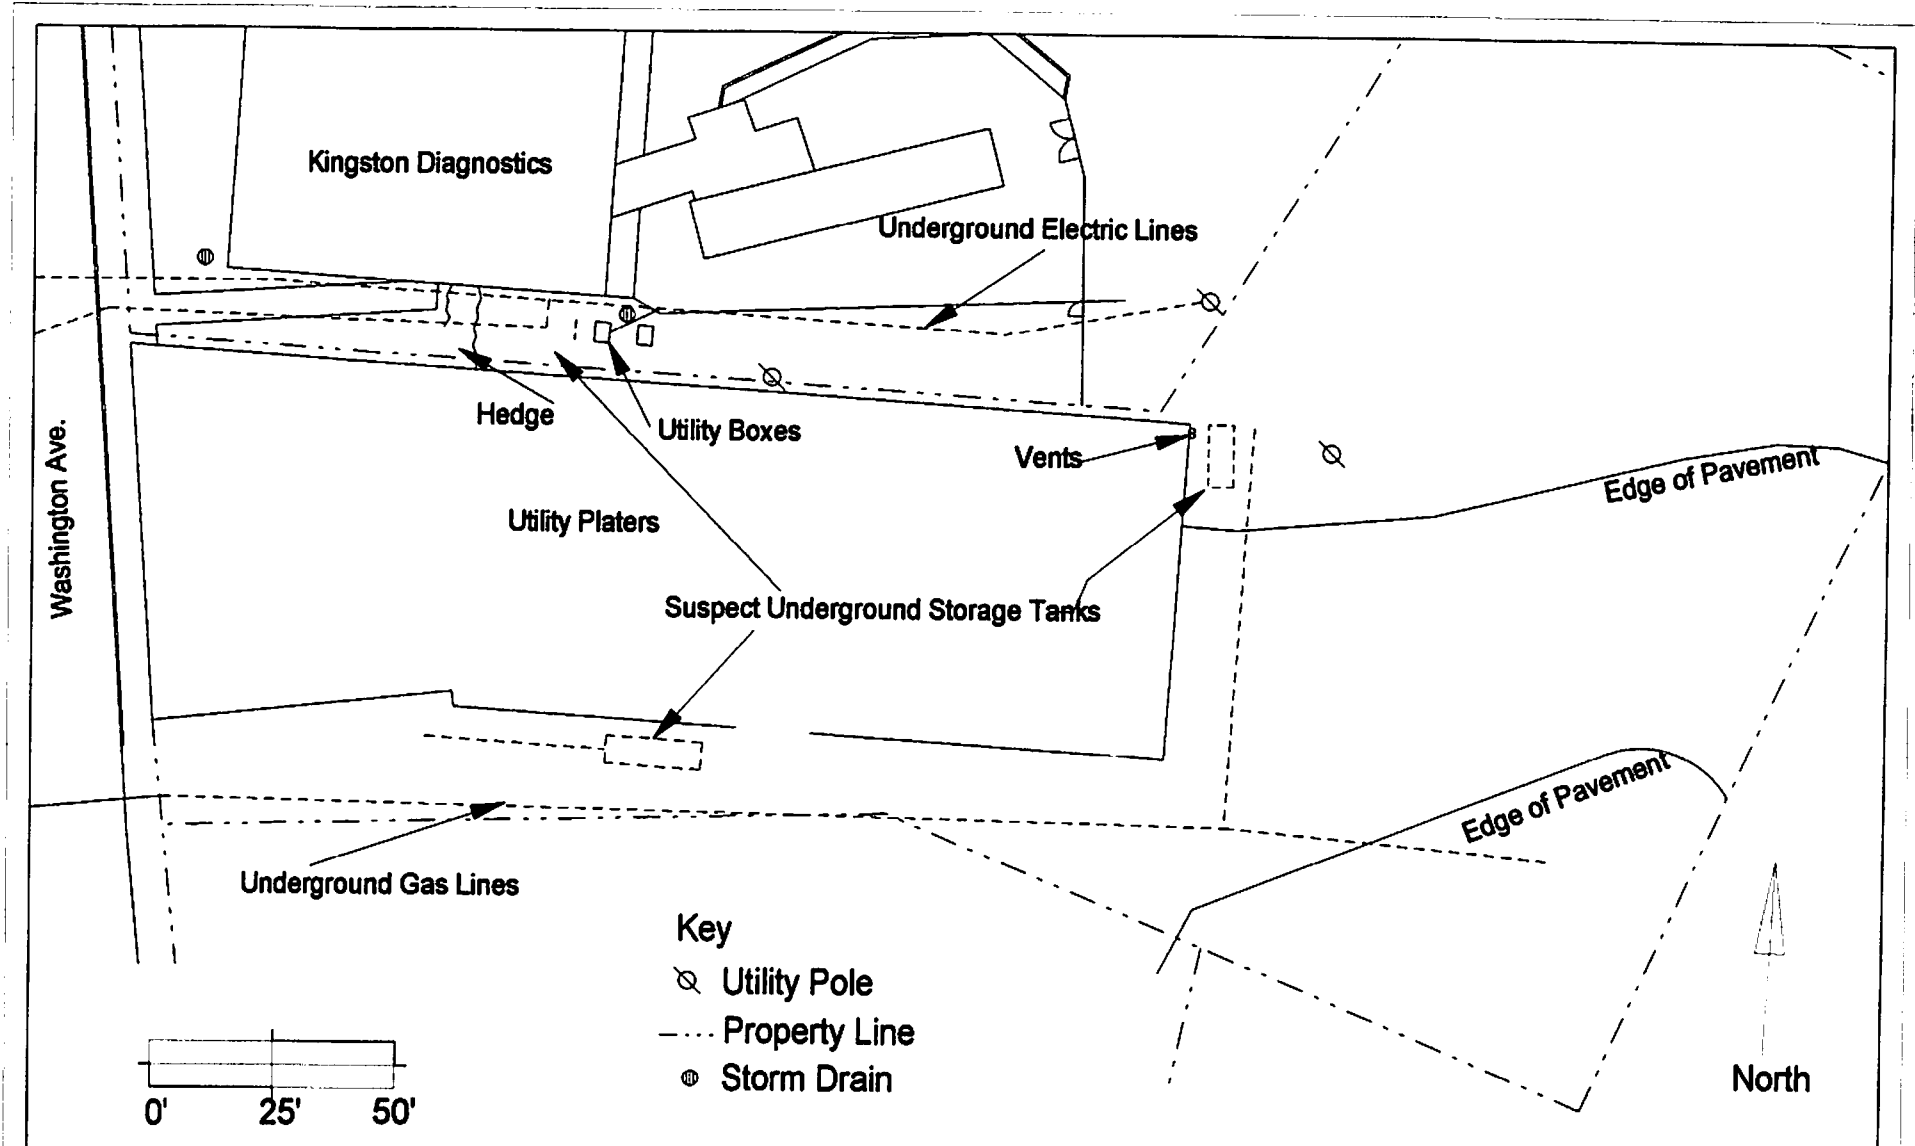 Kingston Diagnostics
Underground Electric Lines
Hedge
Utility Boxes
Vents
Edge of Pavement
Washington Ave.
Utility Platers
Suspect Underground Storage Tanks
Edge of Pavement
Underground Gas Lines
Key
Utility Pole
Property Line
Storm Drain
North
0' 25' 50'